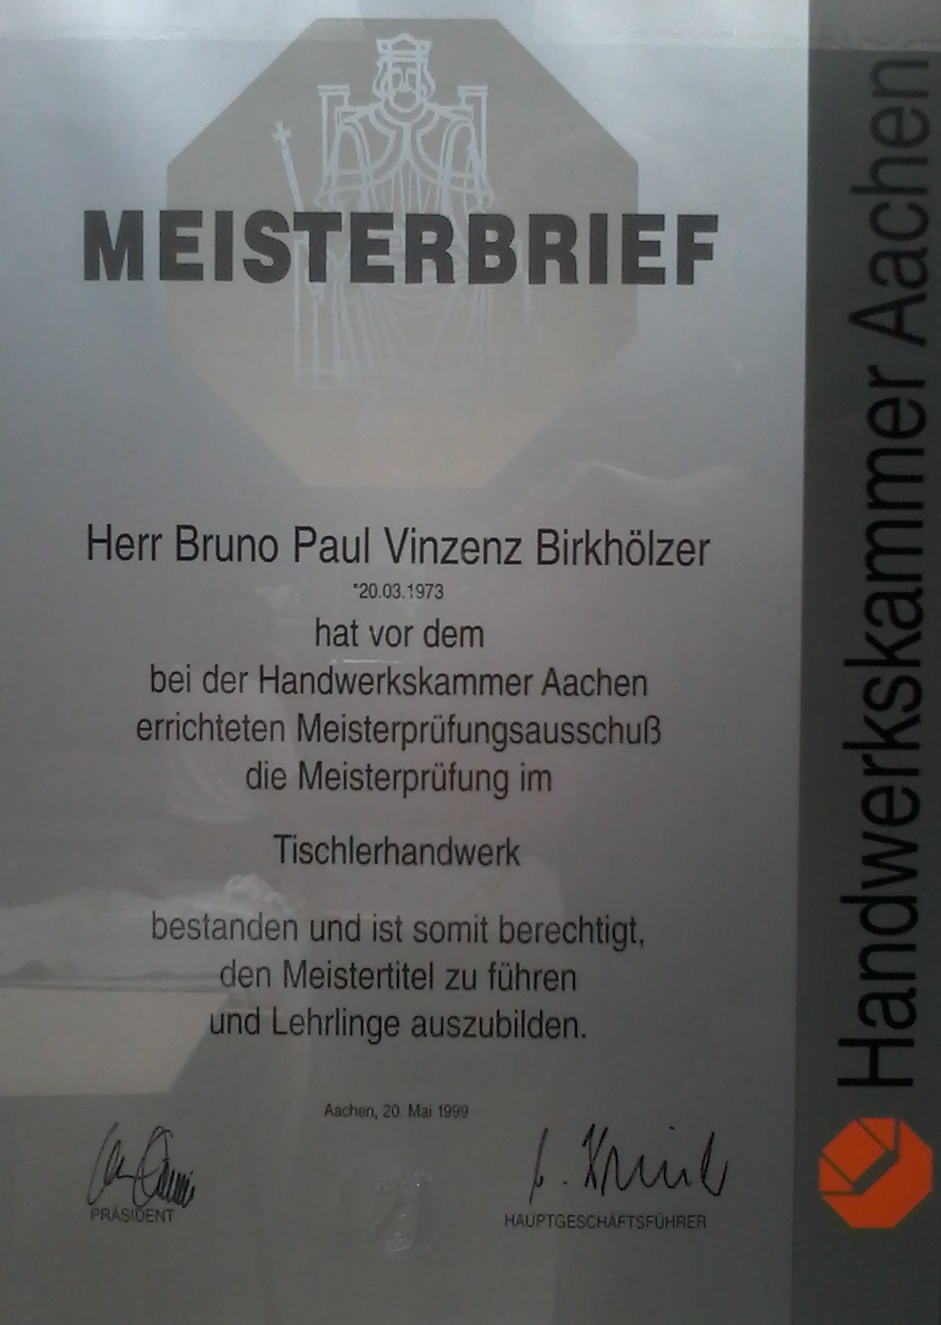 MEISTERBRIEF
Herr Bruno Paul Vinzenz Birkhölzer
*20.03.1973
hat vor dem
bei der Handwerkskammer Aachen
errichteten Meisterprüfungsausschuß
die Meisterprüfung im
Tischlerhandwerk
bestanden und ist somit berechtigt,
den Meistertitel zu führen
und Lehrlinge auszubilden.
Aachen, 20. Mai 1999
PRÄSIDENT
HAUPTGESCHÄFTSFÜHRER
Handwerkskammer Aachen